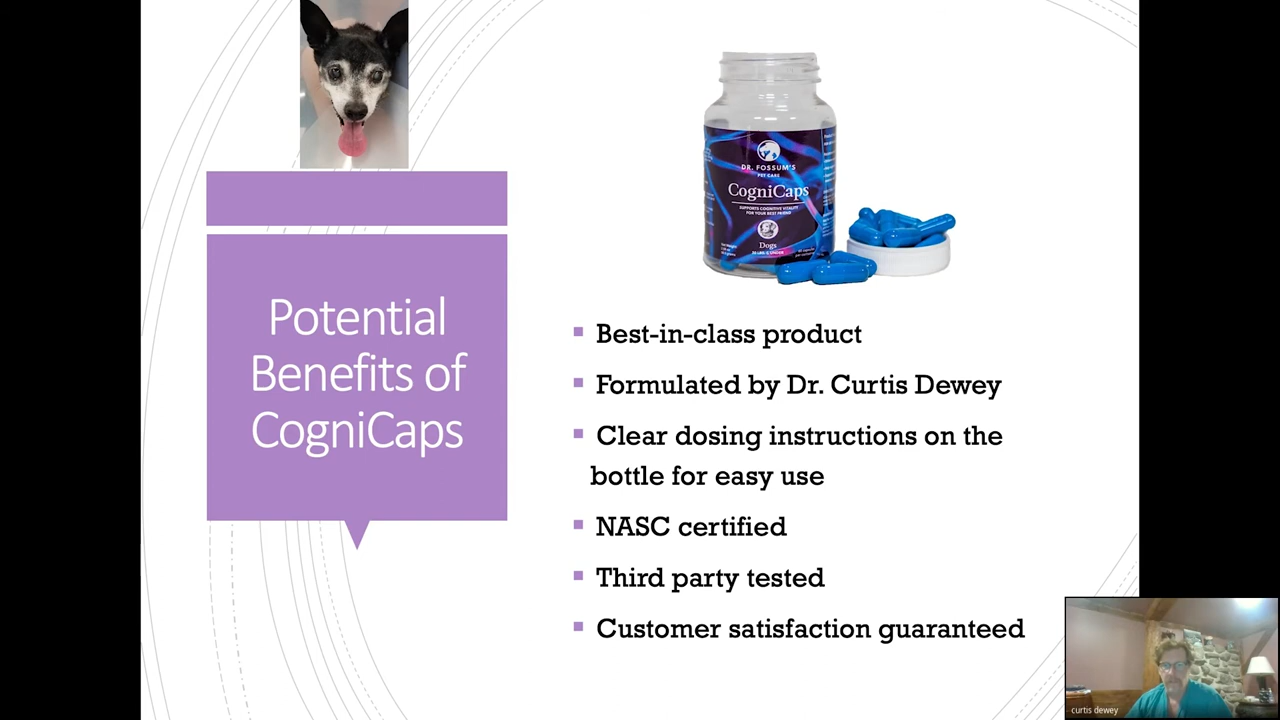 Potential
Benefits of
CogniCaps
DR. FOSSUM'S
PET CARE
CogniCaps
SUPPORTS COGNITIVE VITALITY
FOR YOUR BEST FRIEND
Dogs
Best-in-class product
Formulated by Dr. Curtis Dewey
Clear dosing instructions on the
bottle for easy use
NASC certified
Third party tested
Customer satisfaction guaranteed
curtis dewey